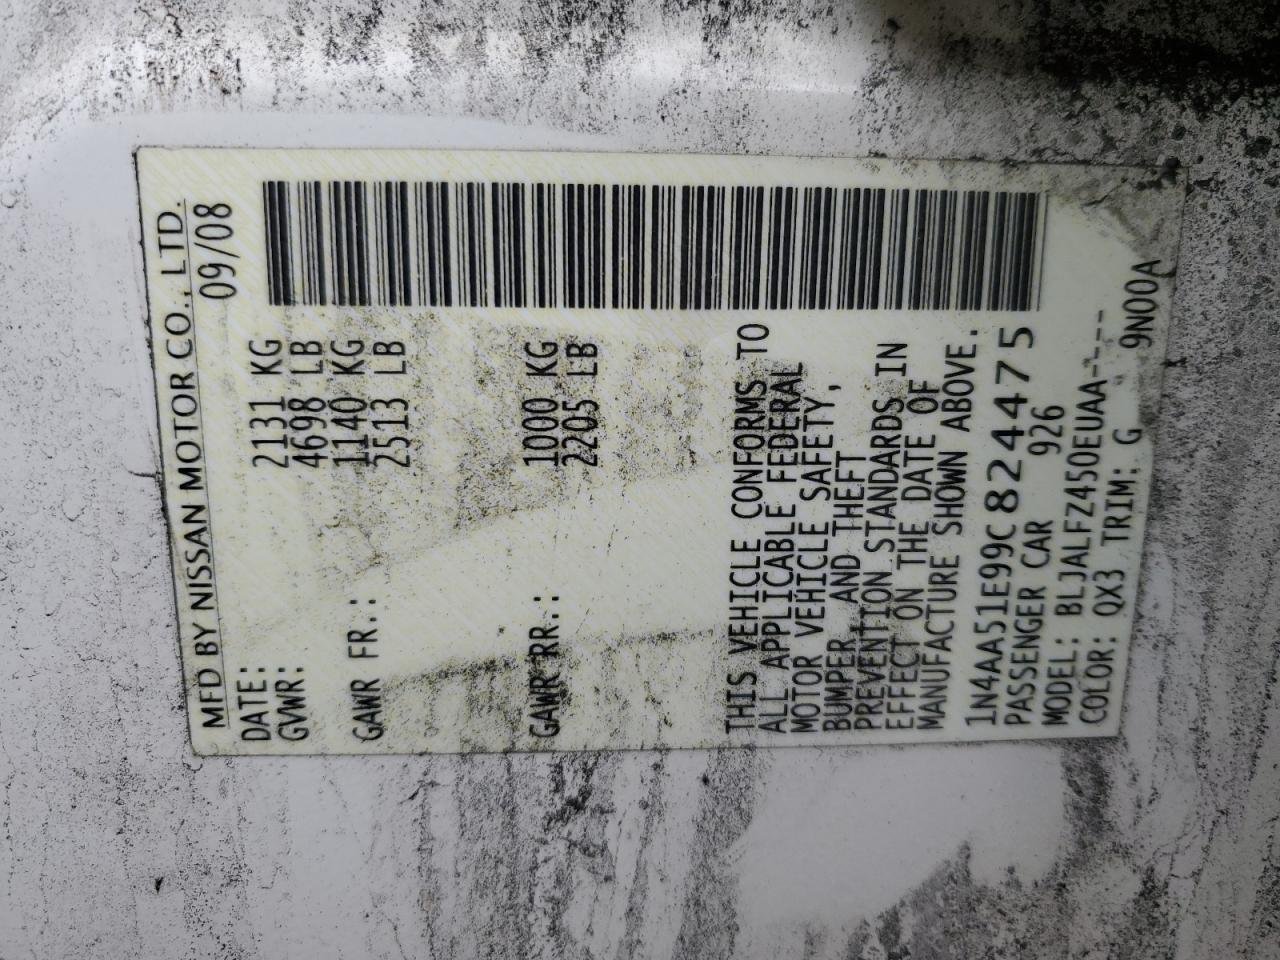 MFD BY NISSAN MOTOR CO., LTD.
DATE: 09/08
GVWR: 2131 KG
4698 LB
GAWR FR.: 1140 KG
2513 LB
GAWR RR.: 1000 KG
2205 LB
THIS VEHICLE CONFORMS TO
ALL APPLICABLE FEDERAL
MOTOR VEHICLE SAFETY,
BUMPER, AND THEFT
PREVENTION STANDARDS IN
EFFECT ON THE DATE OF
MANUFACTURE SHOWN ABOVE.
1N4AA51E99C824475
PASSENGER CAR 926
MODEL: BLJALFZ450EUAA----
COLOR: QX3 TRIM: G 9N00A